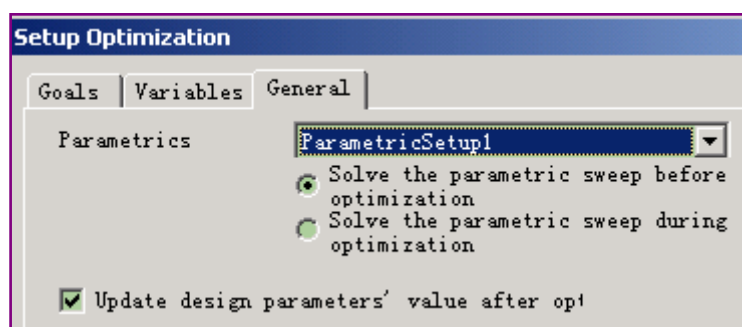 Setup Optimization
Goals Variables General
Parametrics ParametricSetup1
Solve the parametric sweep before
optimization
Solve the parametric sweep during
optimization
Update design parameters' value after opt